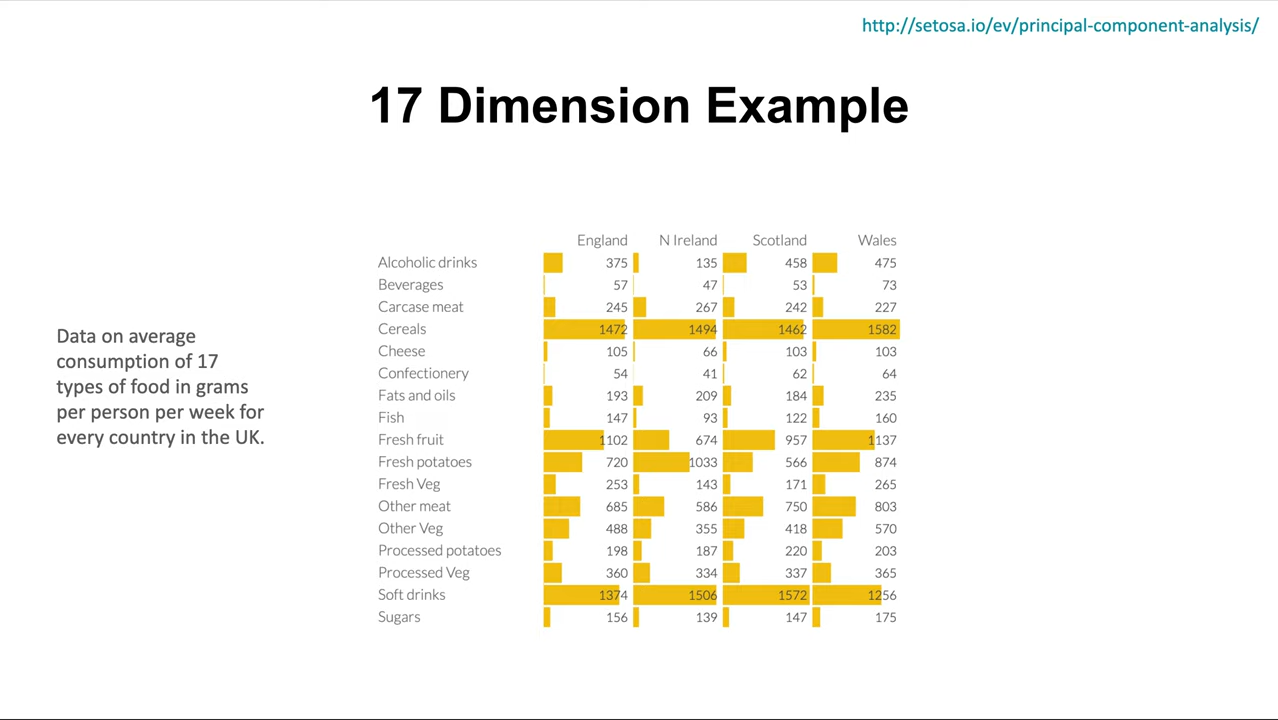 http://setosa.io/ev/principal-component-analysis/
17 Dimension Example
England N Ireland Scotland Wales
Alcoholic drinks 375 135 458 475
Beverages 57 47 53 73
Carcase meat 245 267 242 227
Cereals 1472 1494 1462 1582
Cheese 105 66 103 103
Confectionery 54 41 62 64
Fats and oils 193 209 184 235
Fish 147 93 122 160
Fresh fruit 1102 674 957 1137
Fresh potatoes 720 1033 566 874
Fresh Veg 253 143 171 265
Other meat 685 586 750 803
Other Veg 488 355 418 570
Processed potatoes 198 187 220 203
Processed Veg 360 334 337 365
Soft drinks 1374 1506 1572 1256
Sugars 156 139 147 175
Data on average
consumption of 17
types of food in grams
per person per week for
every country in the UK.